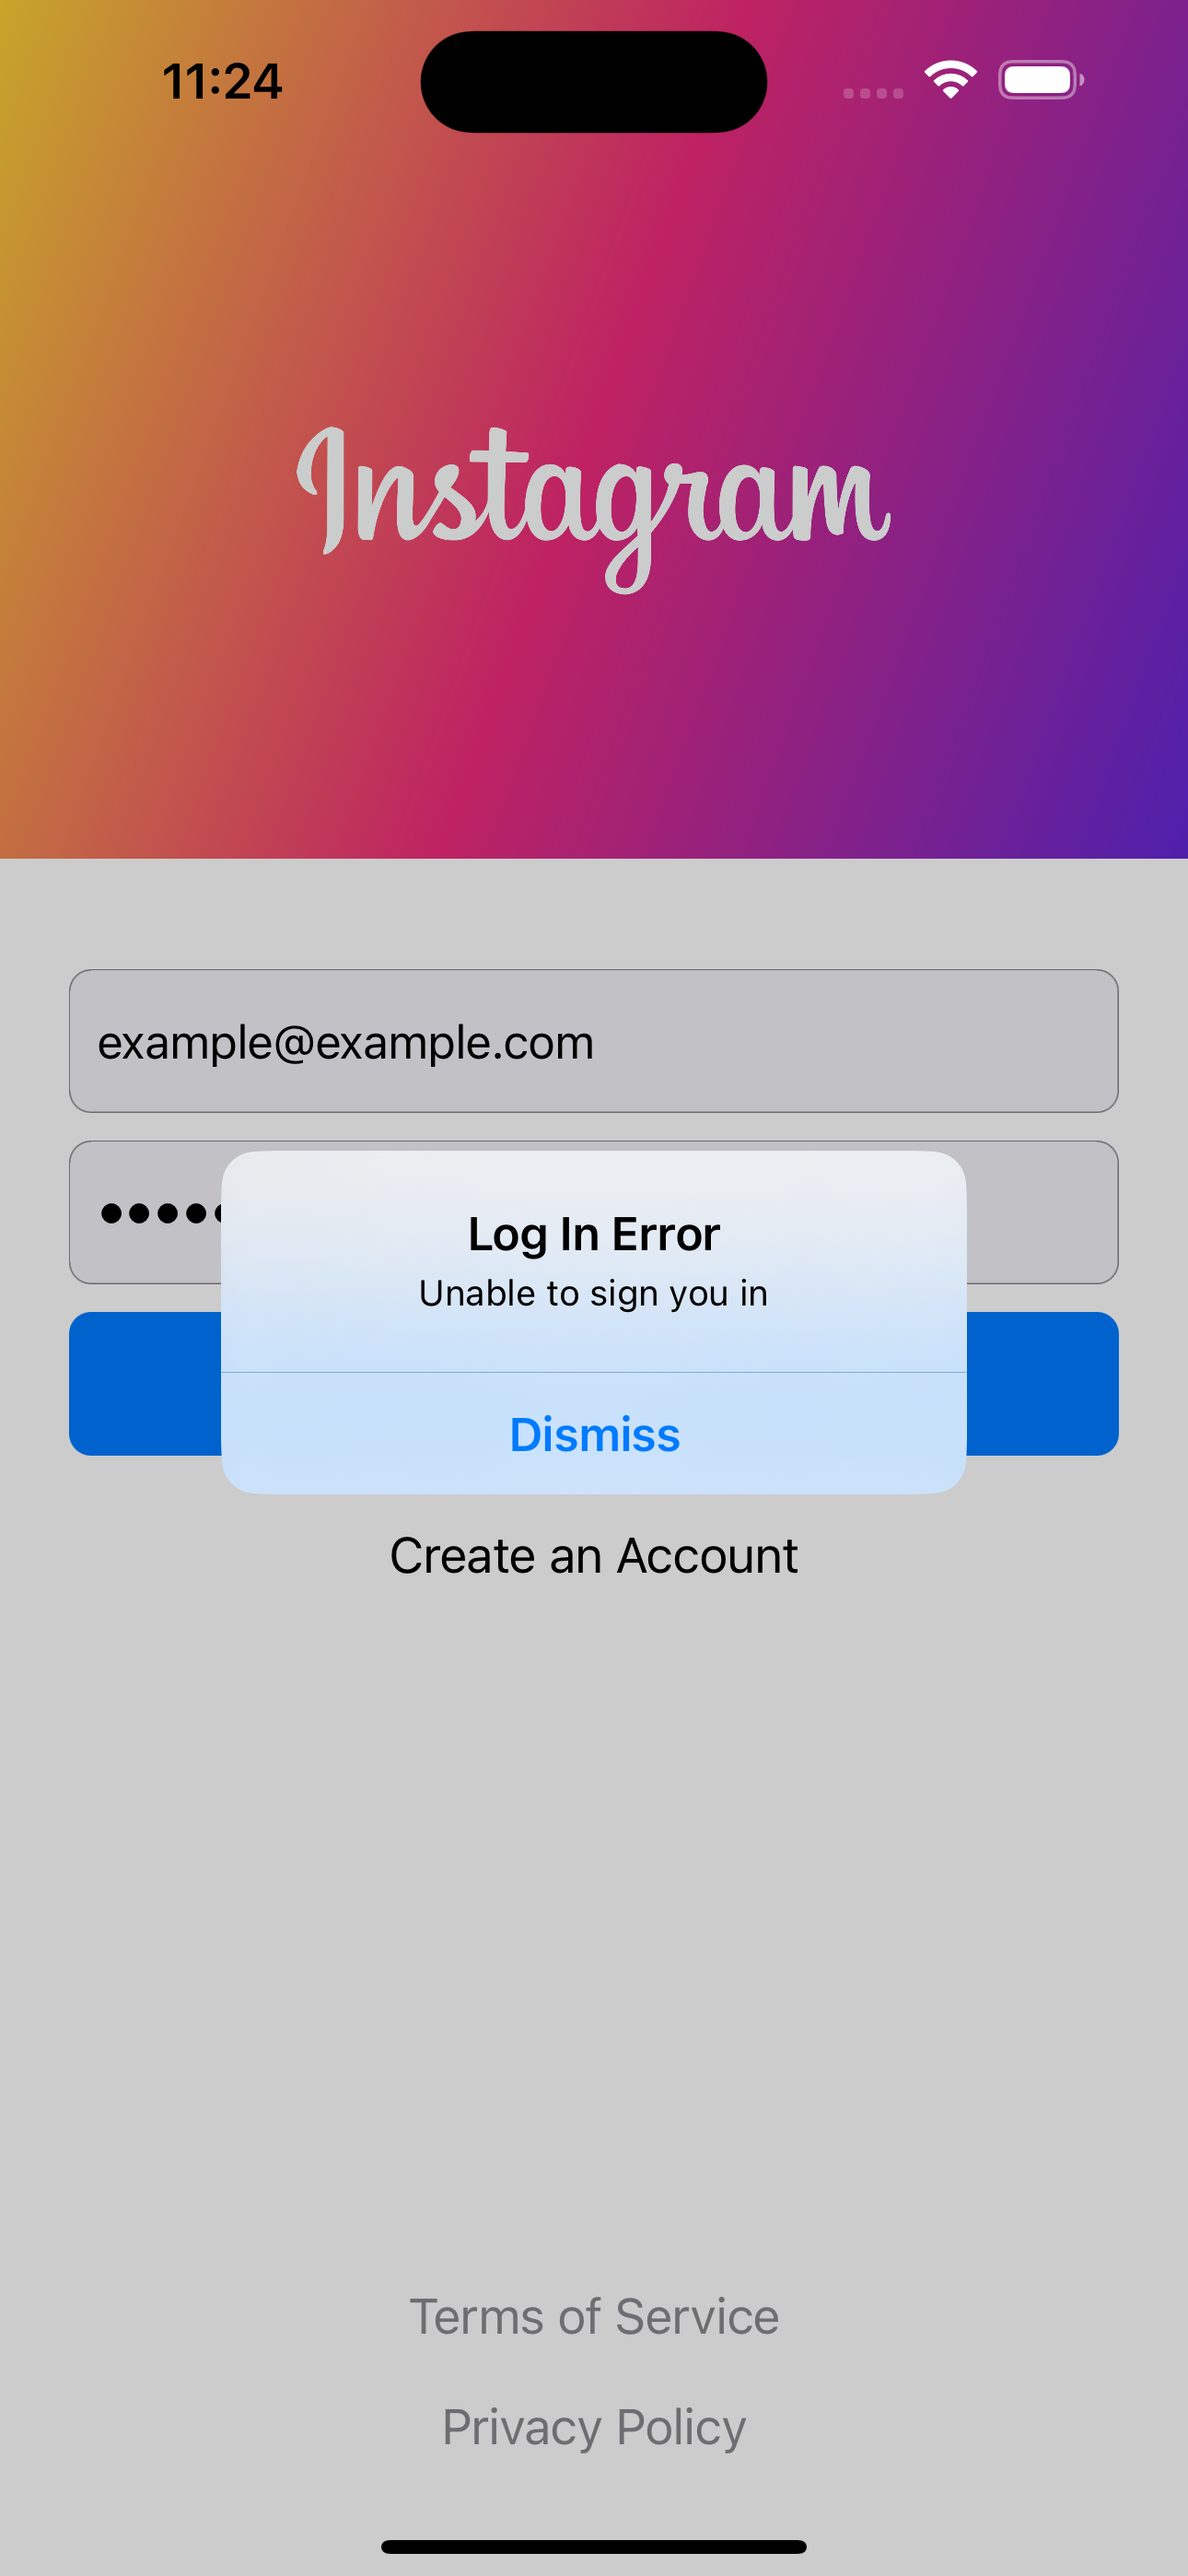 11:24
Instagram
example@example.com
Log In Error
Unable to sign you in
Dismiss
Create an Account
Terms of Service
Privacy Policy